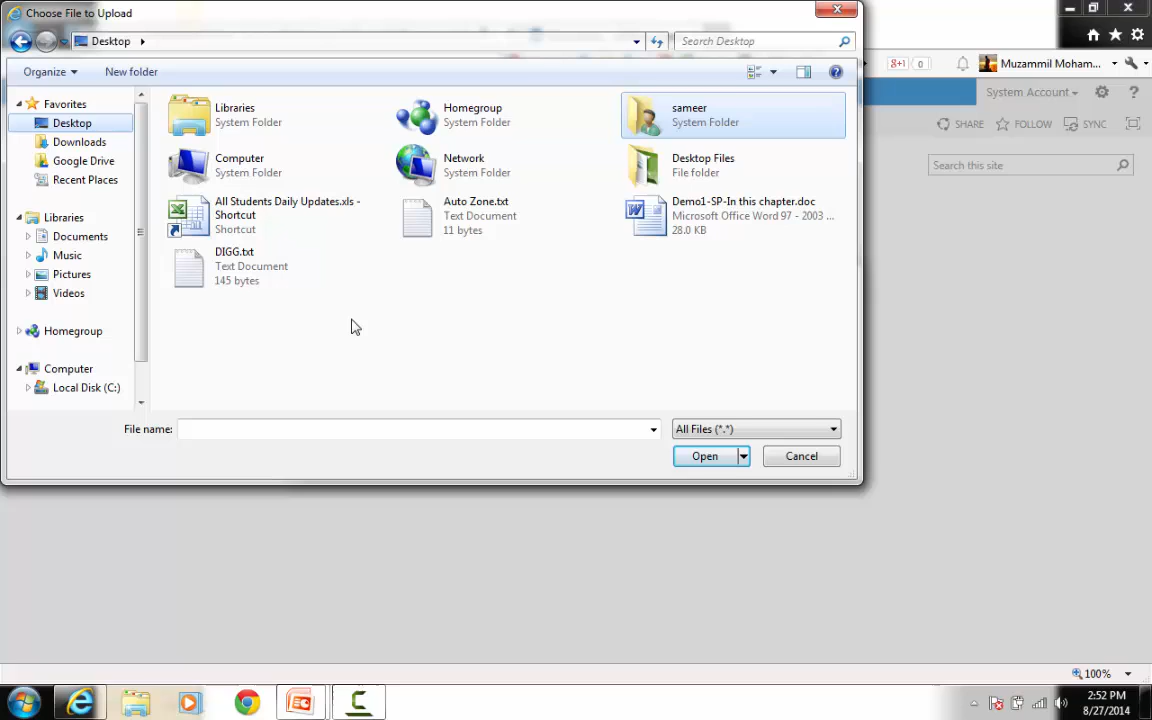 Choose File to Upload
Desktop
Search Desktop
Organize
New folder
g+1 0
Muzammil Moham...
System Account
SHARE
FOLLOW
SYNC
Search this site
Favorites
Desktop
Downloads
Google Drive
Recent Places
Libraries
Documents
Music
Pictures
Videos
Homegroup
Computer
Local Disk (C:)
Libraries
System Folder
Homegroup
System Folder
sameer
System Folder
Computer
System Folder
Network
System Folder
Desktop Files
File folder
All Students Daily Updates.xls -
Shortcut
Shortcut
Auto Zone.txt
Text Document
11 bytes
Demo1-SP-In this chapter.doc
Microsoft Office Word 97 - 2003 ...
28.0 KB
DIGG.txt
Text Document
145 bytes
File name:
All Files (*.*)
Open
Cancel
100%
2:52 PM
8/27/2014